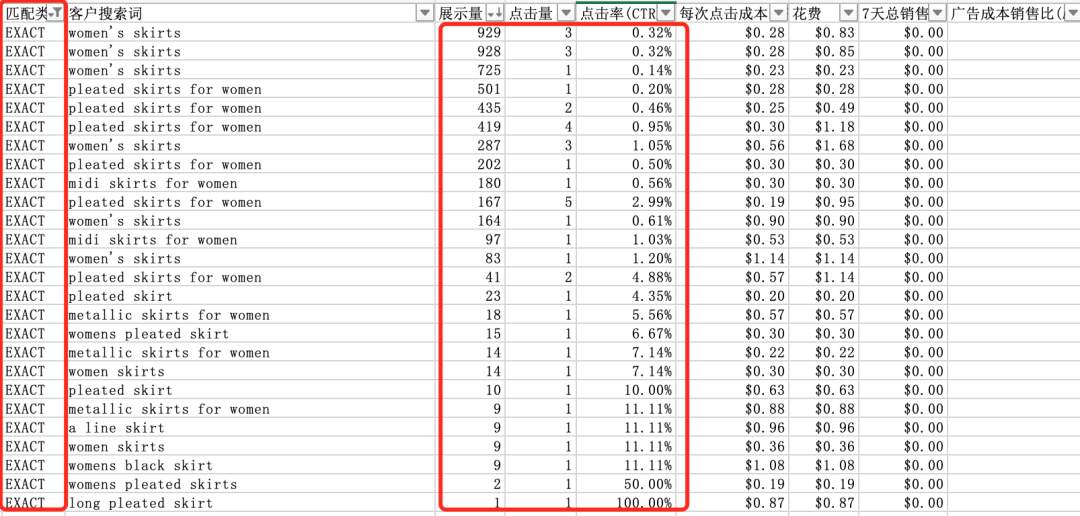 匹配类 客户搜索词 展示量 点击量 点击率(CTR 每次点击成本 花费 7天总销售 广告成本销售比(
EXACT women's skirts 929 3 0.32% $0.28 $0.83 $0.00
EXACT women's skirts 928 3 0.32% $0.28 $0.85 $0.00
EXACT women's skirts 725 1 0.14% $0.23 $0.23 $0.00
EXACT pleated skirts for women 501 1 0.20% $0.28 $0.28 $0.00
EXACT pleated skirts for women 435 2 0.46% $0.25 $0.49 $0.00
EXACT pleated skirts for women 419 4 0.95% $0.30 $1.18 $0.00
EXACT women's skirts 287 3 1.05% $0.56 $1.68 $0.00
EXACT pleated skirts for women 202 1 0.50% $0.30 $0.30 $0.00
EXACT midi skirts for women 180 1 0.56% $0.30 $0.30 $0.00
EXACT pleated skirts for women 167 5 2.99% $0.19 $0.95 $0.00
EXACT women's skirts 164 1 0.61% $0.90 $0.90 $0.00
EXACT midi skirts for women 97 1 1.03% $0.53 $0.53 $0.00
EXACT women's skirts 83 1 1.20% $1.14 $1.14 $0.00
EXACT pleated skirts for women 41 2 4.88% $0.57 $1.14 $0.00
EXACT pleated skirt 23 1 4.35% $0.20 $0.20 $0.00
EXACT metallic skirts for women 18 1 5.56% $0.57 $0.57 $0.00
EXACT womens pleated skirt 15 1 6.67% $0.30 $0.30 $0.00
EXACT metallic skirts for women 14 1 7.14% $0.22 $0.22 $0.00
EXACT women skirts 14 1 7.14% $0.30 $0.30 $0.00
EXACT pleated skirt 10 1 10.00% $0.63 $0.63 $0.00
EXACT metallic skirts for women 9 1 11.11% $0.88 $0.88 $0.00
EXACT a line skirt 9 1 11.11% $0.96 $0.96 $0.00
EXACT women skirts 9 1 11.11% $0.36 $0.36 $0.00
EXACT womens black skirt 9 1 11.11% $1.08 $1.08 $0.00
EXACT womens pleated skirts 2 1 50.00% $0.19 $0.19 $0.00
EXACT long pleated skirt 1 1 100.00% $0.87 $0.87 $0.00